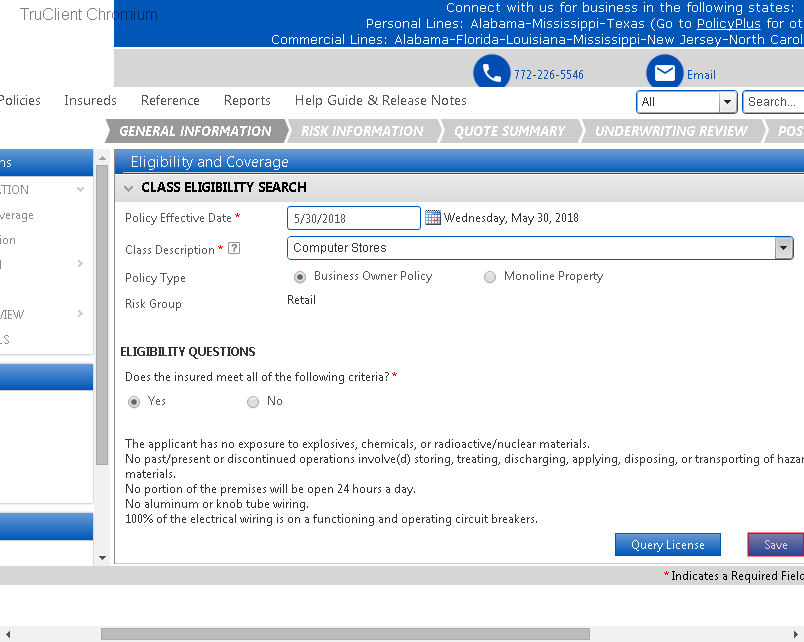 TruClient Chromium
Connect with us for business in the following states:
Personal Lines: Alabama-Mississippi-Texas (Go to PolicyPlus for ot
Commercial Lines: Alabama-Florida-Louisiana-Mississippi-New Jersey-North Carol
772-226-5546 Email
Policies Insureds Reference Reports Help Guide & Release Notes All Search...
GENERAL INFORMATION RISK INFORMATION QUOTE SUMMARY UNDERWRITING REVIEW POS
ns Eligibility and Coverage
CLASS ELIGIBILITY SEARCH
ATION
Policy Effective Date * 5/30/2018 Wednesday, May 30, 2018
verage
ion
Class Description * ? Computer Stores
Policy Type Business Owner Policy Monoline Property
Risk Group Retail
VIEW
LS
ELIGIBILITY QUESTIONS
Does the insured meet all of the following criteria? *
Yes No
The applicant has no exposure to explosives, chemicals, or radioactive/nuclear materials.
No past/present or discontinued operations involve(d) storing, treating, discharging, applying, disposing, or transporting of hazar
materials.
No portion of the premises will be open 24 hours a day.
No aluminum or knob tube wiring.
100% of the electrical wiring is on a functioning and operating circuit breakers.
Query License Save
* Indicates a Required Field